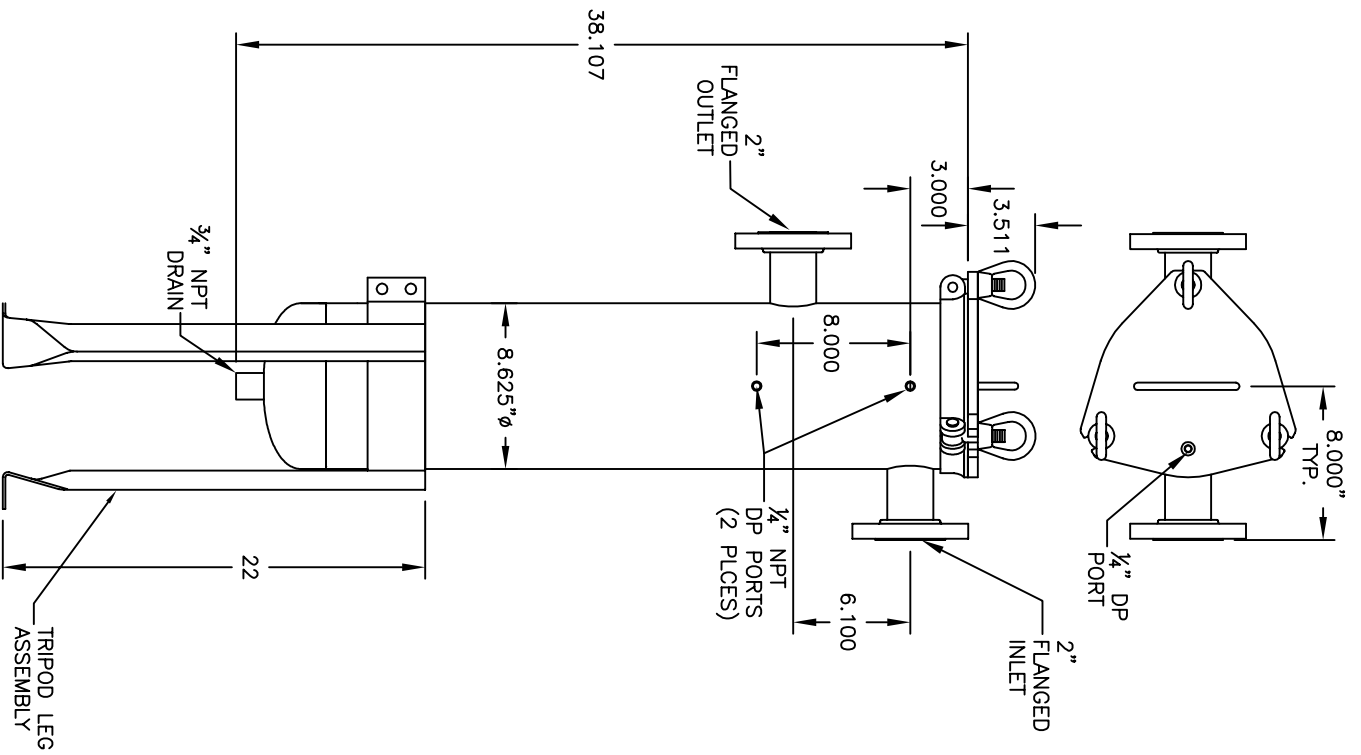 8.000"
TYP.
¼" DP
PORT
38.107
2"
FLANGED
OUTLET
3.000
3.511
8.000
8.625"ø
¾" NPT
DRAIN
¼" NPT
DP PORTS
(2 PLCES)
6.100
2"
FLANGED
INLET
22
TRIPOD LEG
ASSEMBLY